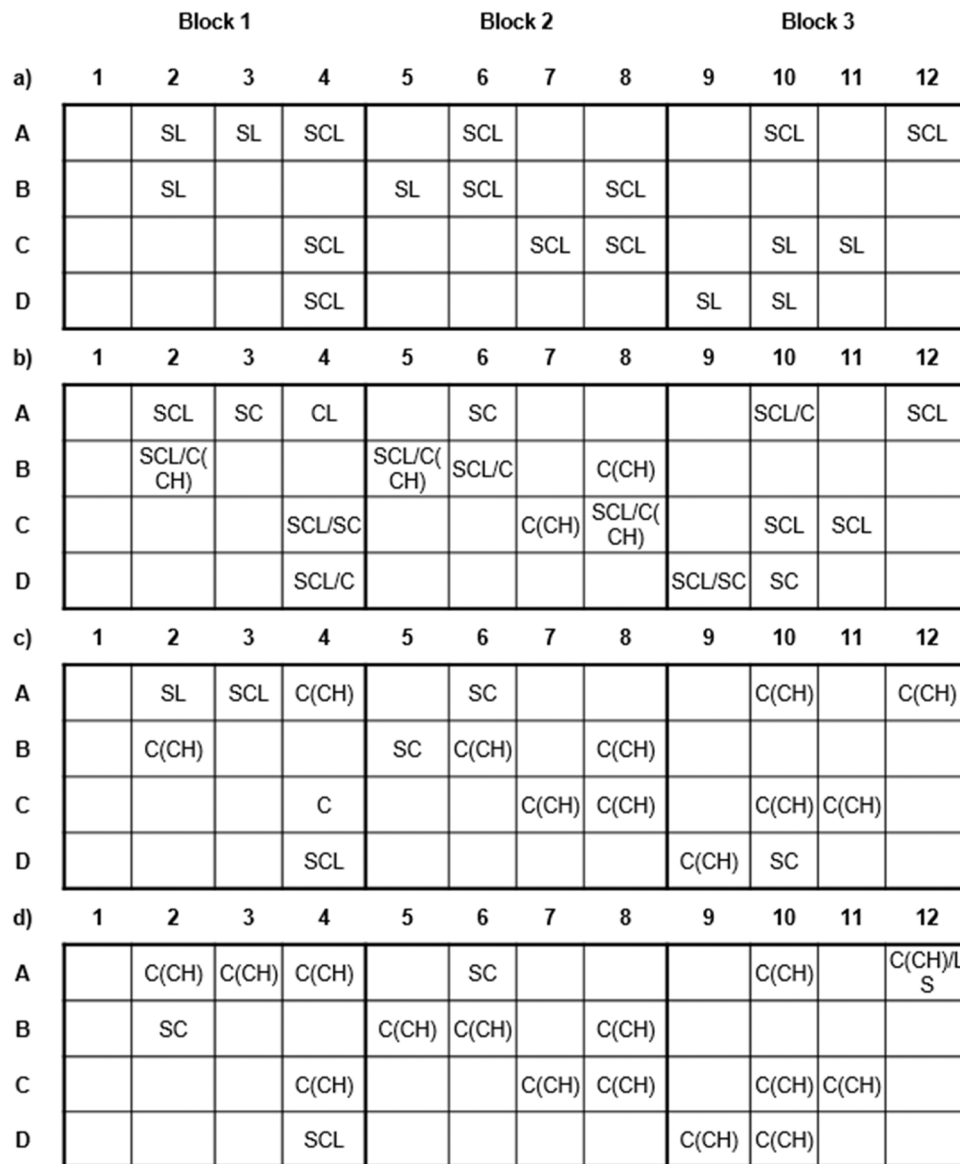 Block 1 Block 2 Block 3
a) 1 2 3 4 5 6 7 8 9 10 11 12
A SL SL SCL SCL SCL SCL
B SL SL SCL SCL
C SCL SCL SCL SL SL
D SCL SL SL
b) 1 2 3 4 5 6 7 8 9 10 11 12
A SCL SC CL SC SCL/C SCL
B SCL/C( CH) SCL/C( CH) SCL/C C(CH)
C SCL/SC C(CH) SCL/C( CH) SCL SCL
D SCL/C SCL/SC SC
c) 1 2 3 4 5 6 7 8 9 10 11 12
A SL SCL C(CH) SC C(CH) C(CH)
B C(CH) SC C(CH) C(CH)
C C C(CH) C(CH) C(CH) C(CH)
D SCL C(CH) SC
d) 1 2 3 4 5 6 7 8 9 10 11 12
A C(CH) C(CH) C(CH) SC C(CH) C(CH)/L S
B SC C(CH) C(CH) C(CH)
C C(CH) C(CH) C(CH) C(CH) C(CH)
D SCL C(CH) C(CH)